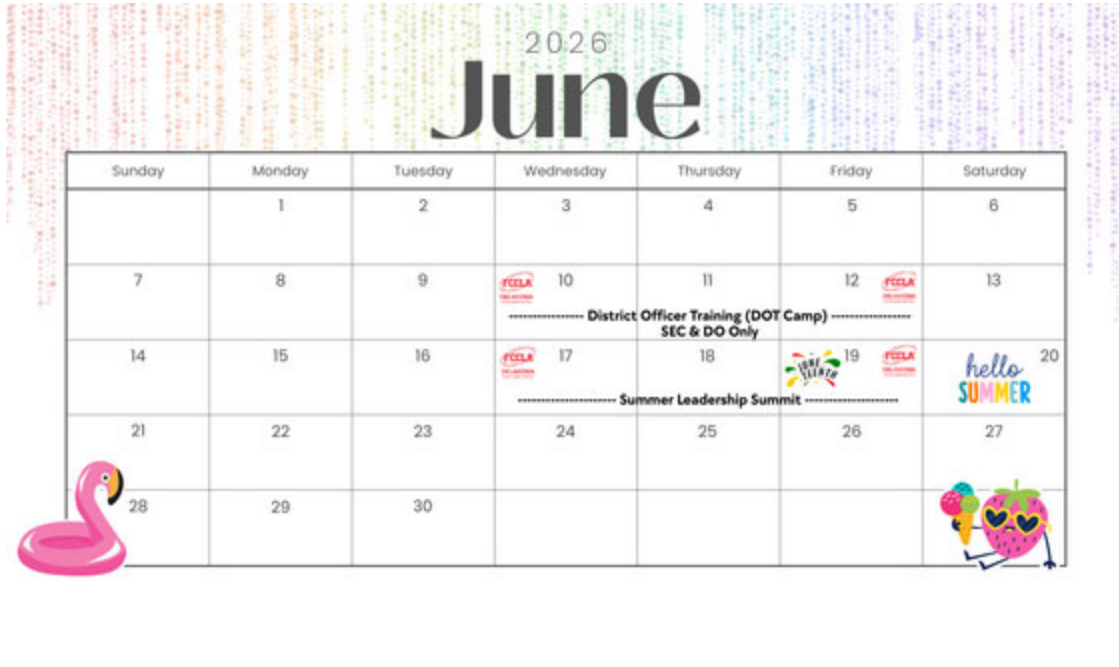 2026
June
Sunday Monday Tuesday Wednesday Thursday Friday Saturday
1 2 3 4 5 6
7 8 9 FCCLA 10 11 12 FCCLA 13
----------------- District Officer Training (DOT Camp) ------------------
SEC & DO Only
14 15 16 FCCLA 17 18 JUNE TEENTH 19 FCCLA hello SUMMER 20
---------------------- Summer Leadership Summit ---------------------
21 22 23 24 25 26 27
28 29 30